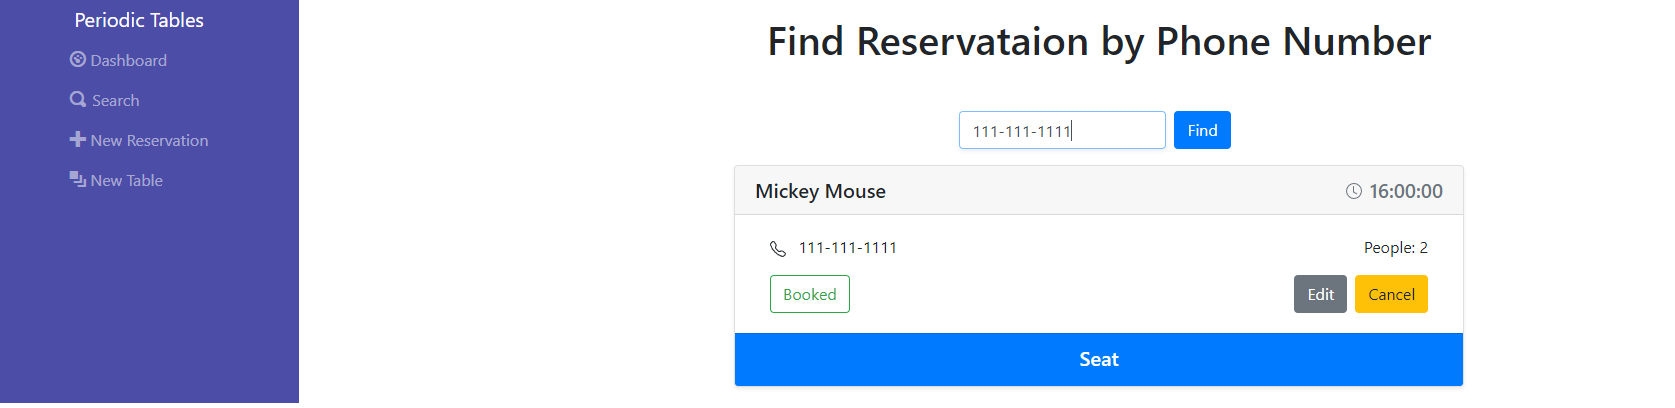 Periodic Tables
Dashboard
Search
New Reservation
New Table
Find Reservataion by Phone Number
111-111-1111 Find
Mickey Mouse 16:00:00
111-111-1111 People: 2
Booked Edit Cancel
Seat